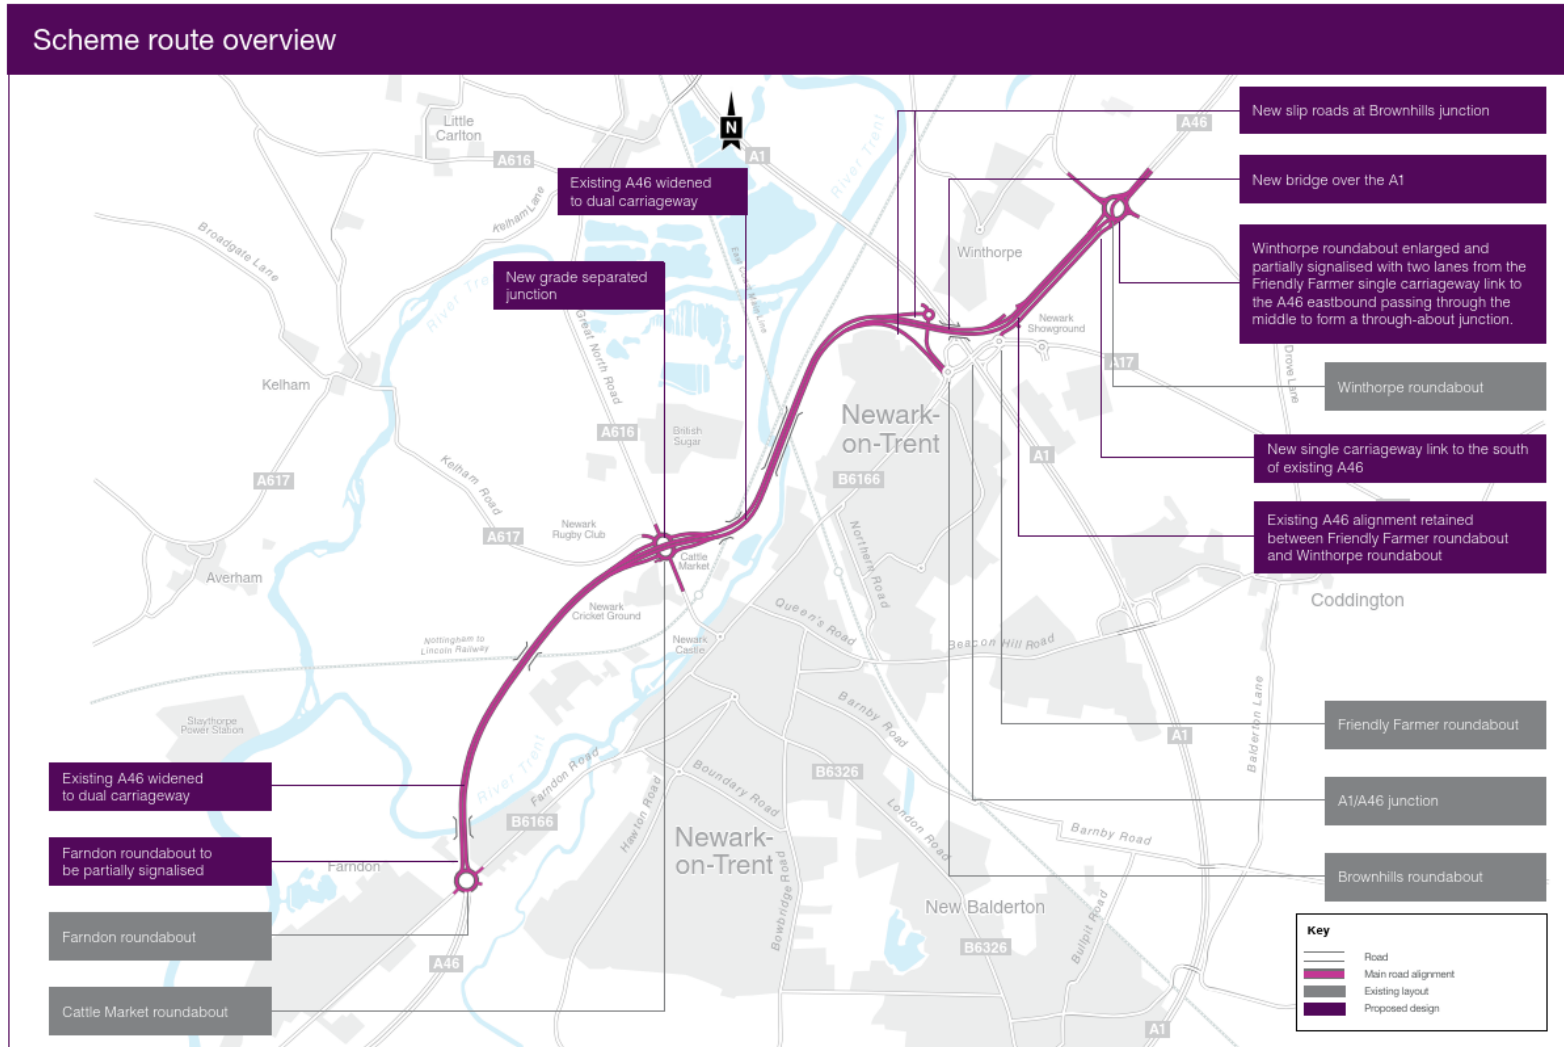 Scheme route overview
Little
Carlton
A616
N
A1
River Trent
A46
New slip roads at Brownhills junction
Existing A46 widened
to dual carriageway
New bridge over the A1
Kelham Lane
Broadgate Lane
Winthorpe
Winthorpe roundabout enlarged and
partially signalised with two lanes from the
Friendly Farmer single carriageway link to
the A46 eastbound passing through the
middle to form a through-about junction.
New grade separated
junction
River Trent
East Coast Main Line
Great North Road
Newark
Showground
A17
Drove Lane
Winthorpe roundabout
Kelham
A616
British
Sugar
Newark-
on-Trent
A1
New single carriageway link to the south
of existing A46
A617
Kelham Road
B6166
Existing A46 alignment retained
between Friendly Farmer roundabout
and Winthorpe roundabout
A617
Newark
Rugby Club
Cattle
Market
Northern Road
Averham
Coddington
Newark
Cricket Ground
Queen's Road
Beacon Hill Road
Nottingham to
Lincoln Railway
Newark
Castle
Staythorpe
Power Station
Barnby Road
Balderton Lane
Friendly Farmer roundabout
A1
River Trent
Farndon Road
Boundary Road
B6326
Existing A46 widened
to dual carriageway
A1/A46 junction
B6166
Hawton Road
London Road
Barnby Road
Newark-
on-Trent
Farndon roundabout to
be partially signalised
Farndon
Bowbridge Road
Brownhills roundabout
New Balderton
Bullpit Road
Farndon roundabout
B6326
A46
Cattle Market roundabout
A1
Key
Road
Main road alignment
Existing layout
Proposed design